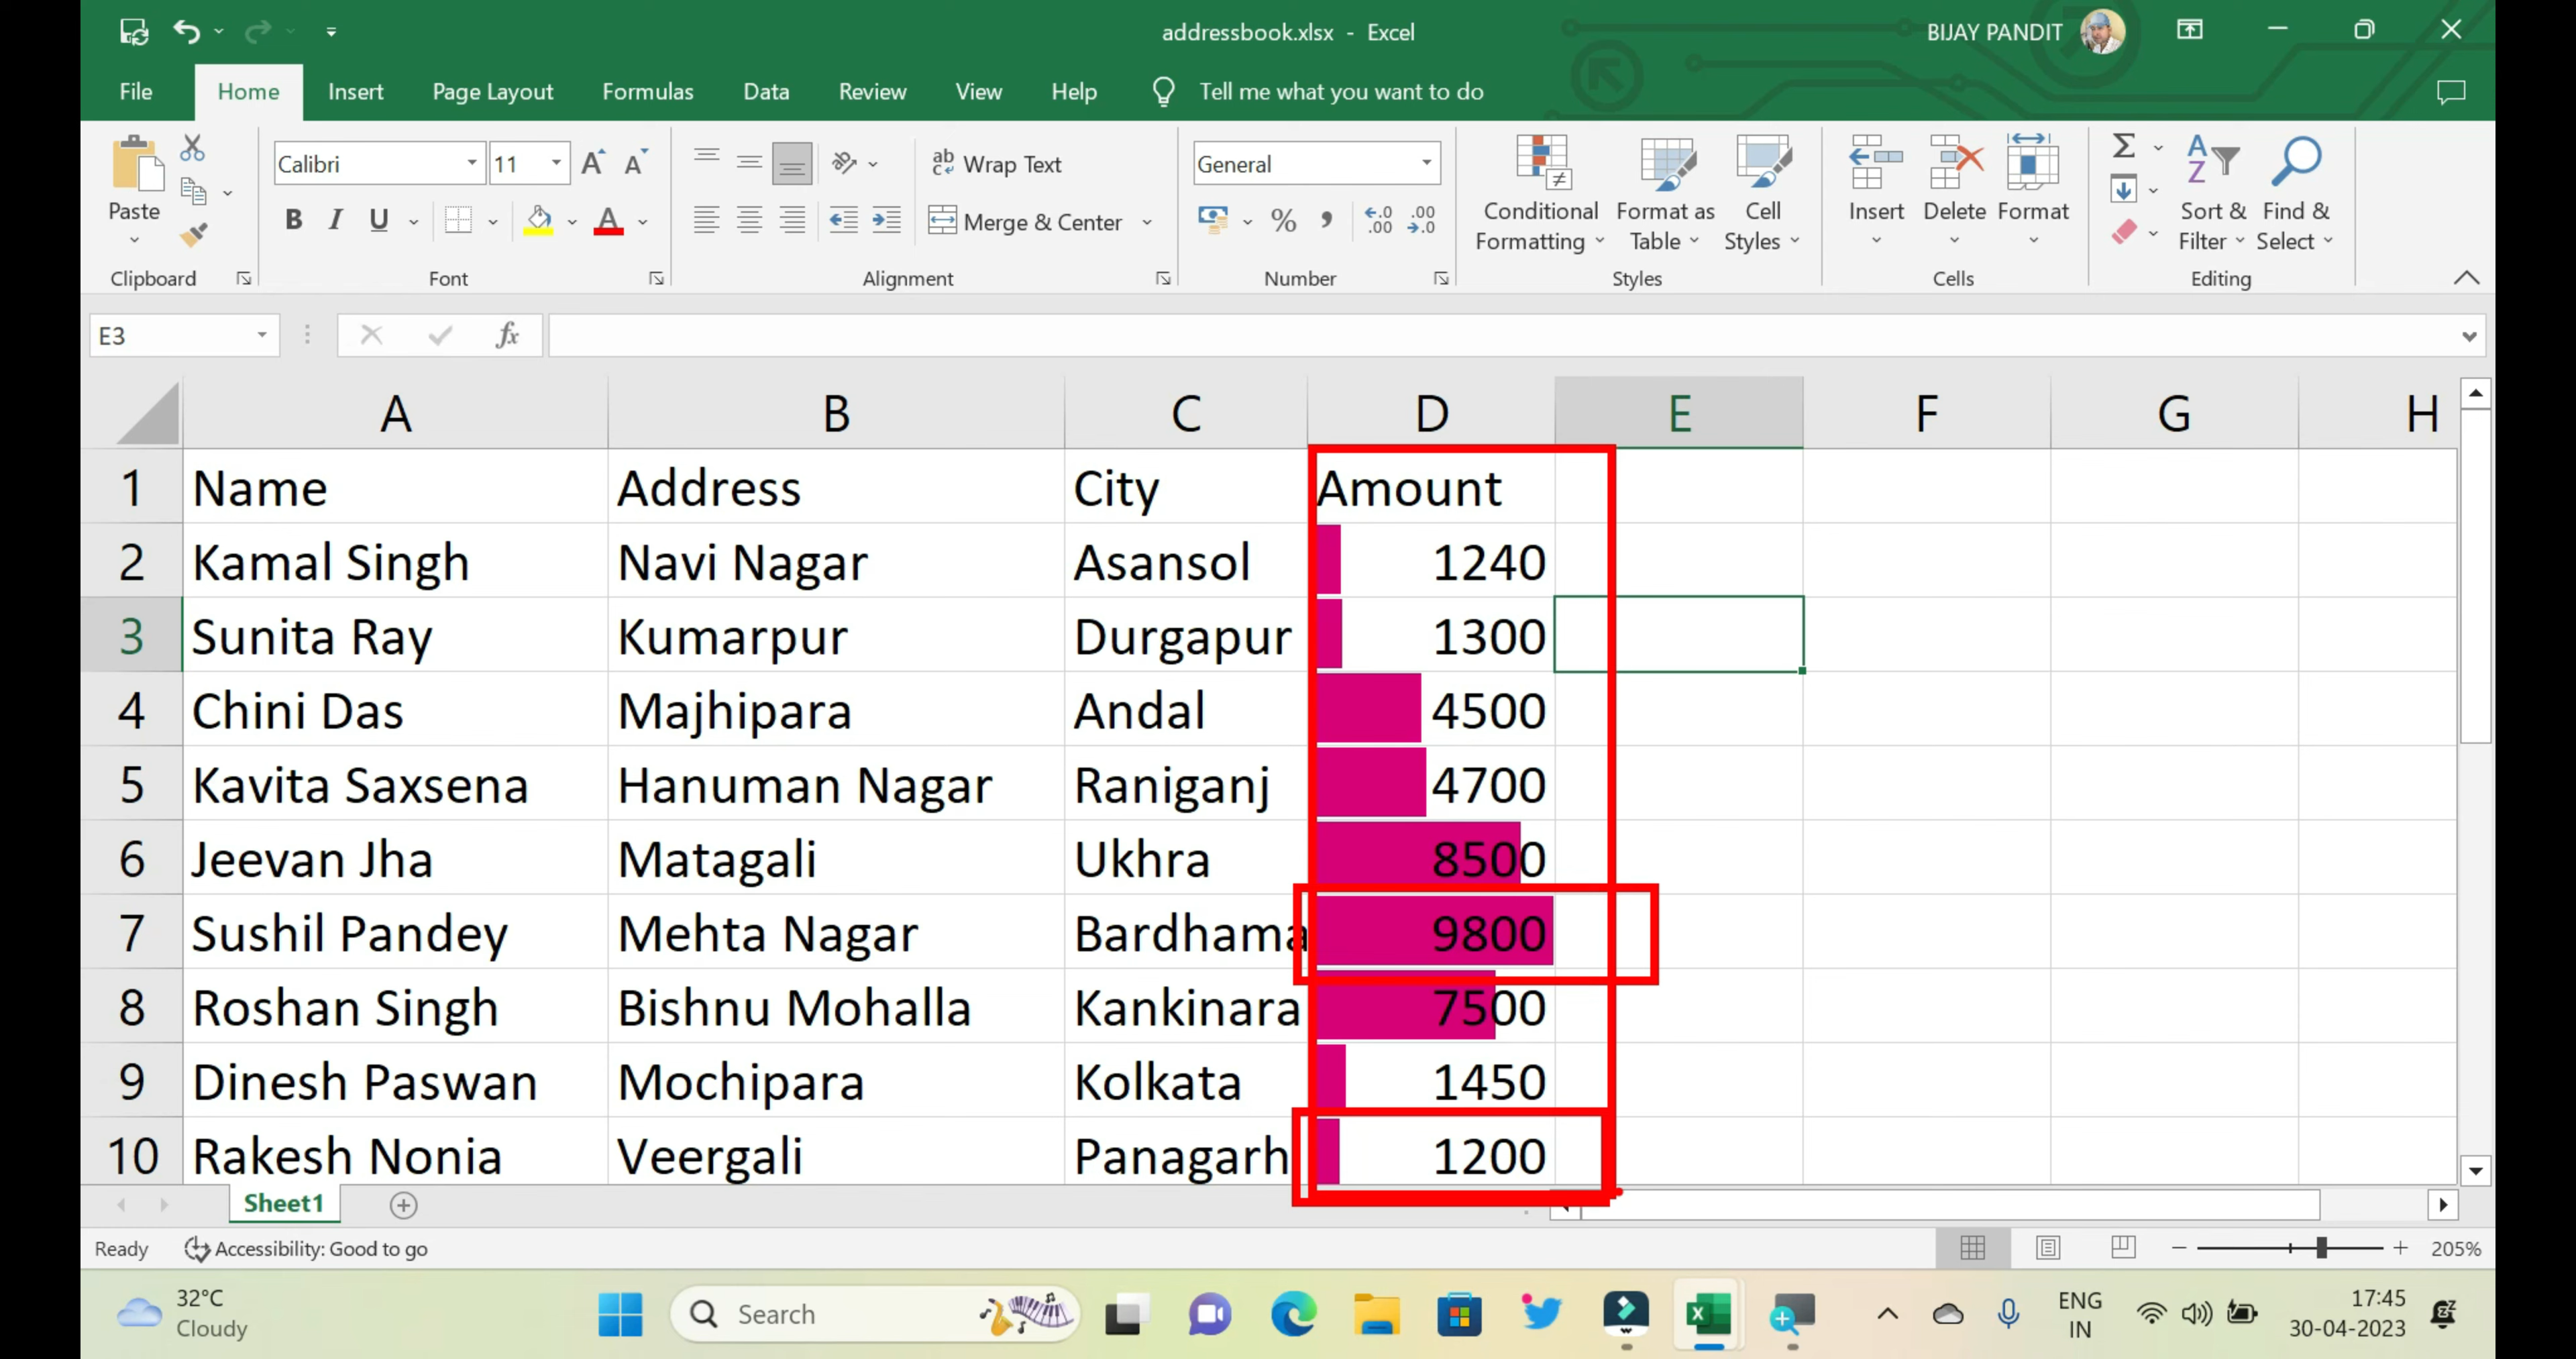 addressbook.xlsx - Excel
BIJAY PANDIT
File Home Insert Page Layout Formulas Data Review View Help Tell me what you want to do
Paste
Clipboard
Calibri 11
B I U
Font
Wrap Text
Merge & Center
Alignment
General
Number
Conditional Formatting
Format as Table
Cell Styles
Styles
Insert Delete Format
Cells
Sort & Filter
Find & Select
Editing
E3
fx
A B C D E F G H
1 Name Address City Amount
2 Kamal Singh Navi Nagar Asansol 1240
3 Sunita Ray Kumarpur Durgapur 1300
4 Chini Das Majhipara Andal 4500
5 Kavita Saxsena Hanuman Nagar Raniganj 4700
6 Jeevan Jha Matagali Ukhra 8500
7 Sushil Pandey Mehta Nagar Bardhama 9800
8 Roshan Singh Bishnu Mohalla Kankinara 7500
9 Dinesh Paswan Mochipara Kolkata 1450
10 Rakesh Nonia Veergali Panagarh 1200
Sheet1
Ready Accessibility: Good to go 205%
32°C
Cloudy
Search
ENG
IN
17:45
30-04-2023